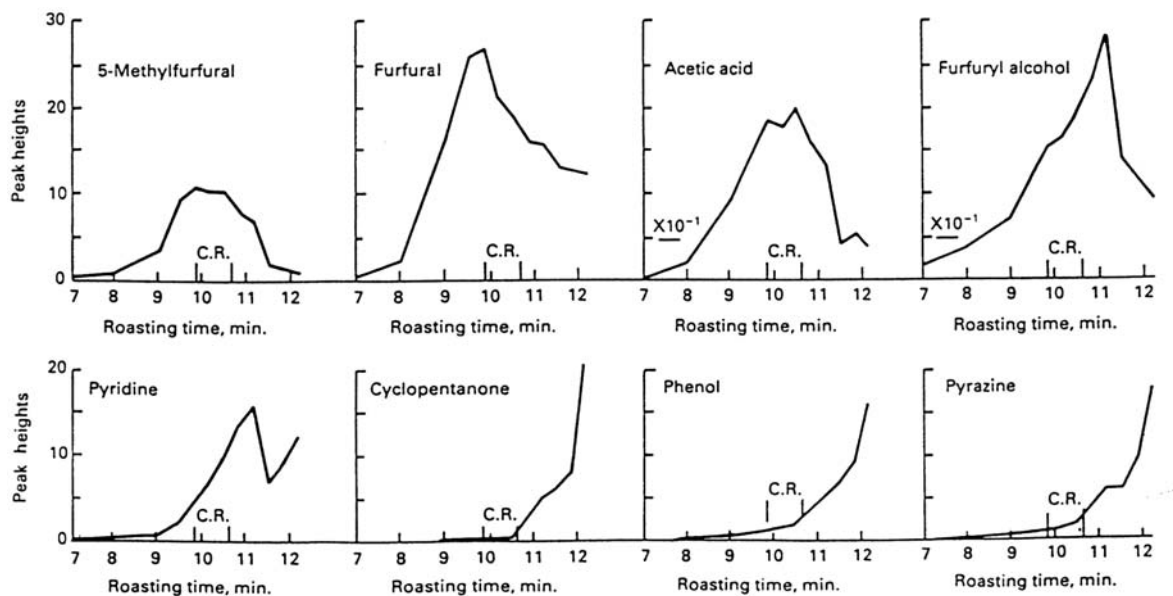 30
20
10
0
Peak heights
5-Methylfurfural
Furfural
Acetic acid
Furfuryl alcohol
X10⁻¹
X10⁻¹
C.R.
C.R.
C.R.
C.R.
7 8 9 10 11 12
7 8 9 10 11 12
7 8 9 10 11 12
7 8 9 10 11 12
Roasting time, min.
Roasting time, min.
Roasting time, min.
Roasting time, min.
20
10
0
Peak heights
Pyridine
Cyclopentanone
Phenol
Pyrazine
C.R.
C.R.
C.R.
C.R.
7 8 9 10 11 12
7 8 9 10 11 12
7 8 9 10 11 12
7 8 9 10 11 12
Roasting time, min.
Roasting time, min.
Roasting time, min.
Roasting time, min.